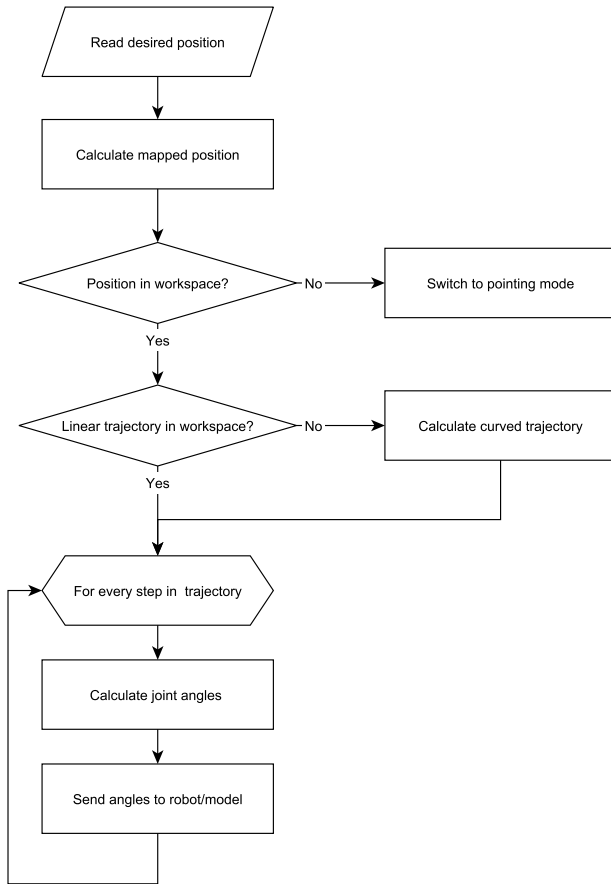 Read desired position
Calculate mapped position
Position in workspace?
No
Switch to pointing mode
Yes
Linear trajectory in workspace?
No
Calculate curved trajectory
Yes
For every step in  trajectory
Calculate joint angles
Send angles to robot/model